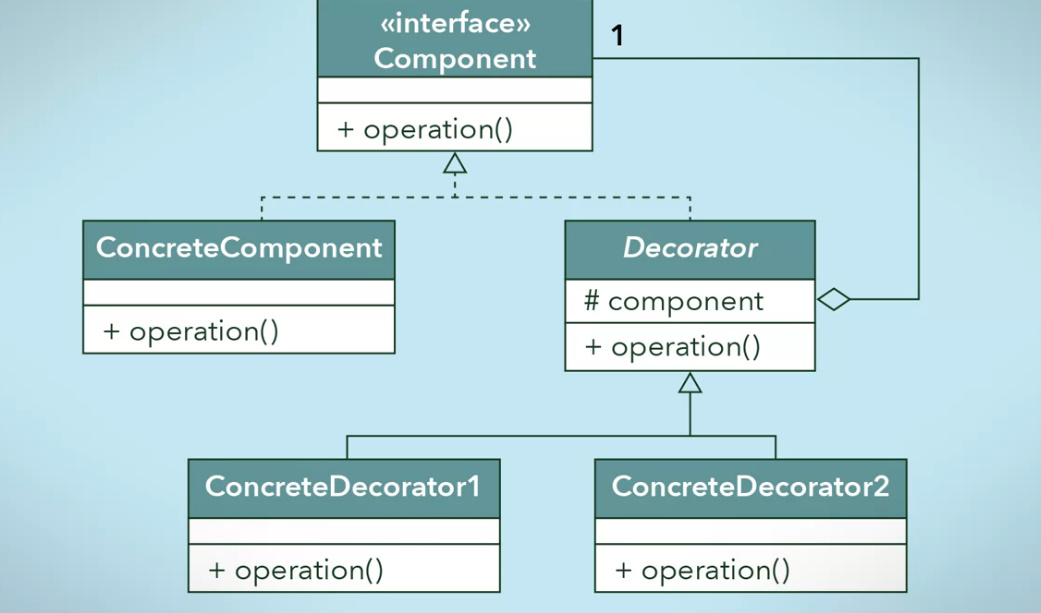 «interface»
Component
1
+ operation()
ConcreteComponent
+ operation()
Decorator
# component
+ operation()
ConcreteDecorator1
+ operation()
ConcreteDecorator2
+ operation()